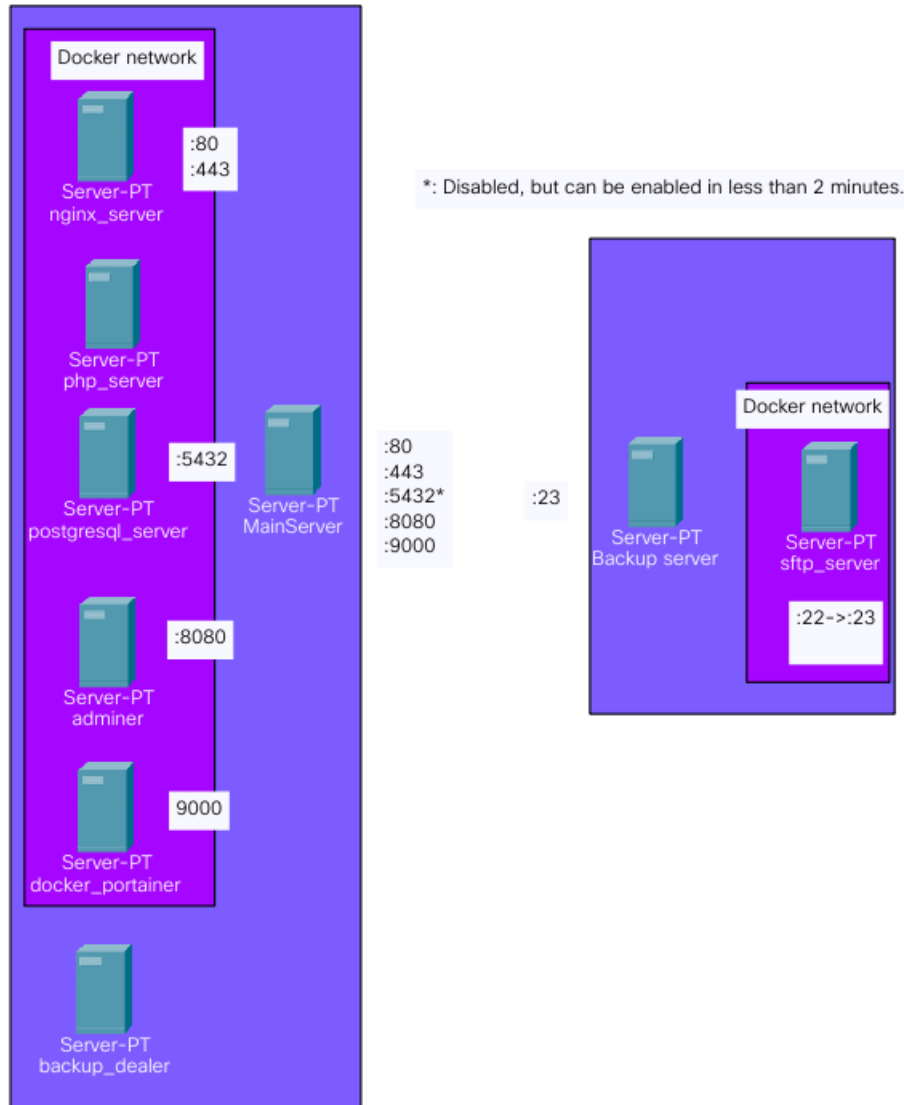 Docker network
:80
:443
Server-PT
nginx_server
*: Disabled, but can be enabled in less than 2 minutes.
Server-PT
php_server
:5432
Server-PT
postgresql_server
Server-PT
MainServer
:80
:443
:5432*
:8080
:9000
:8080
Server-PT
adminer
9000
Server-PT
docker_portainer
Server-PT
backup_dealer
:23
Server-PT
Backup server
Docker network
Server-PT
sftp_server
:22->:23